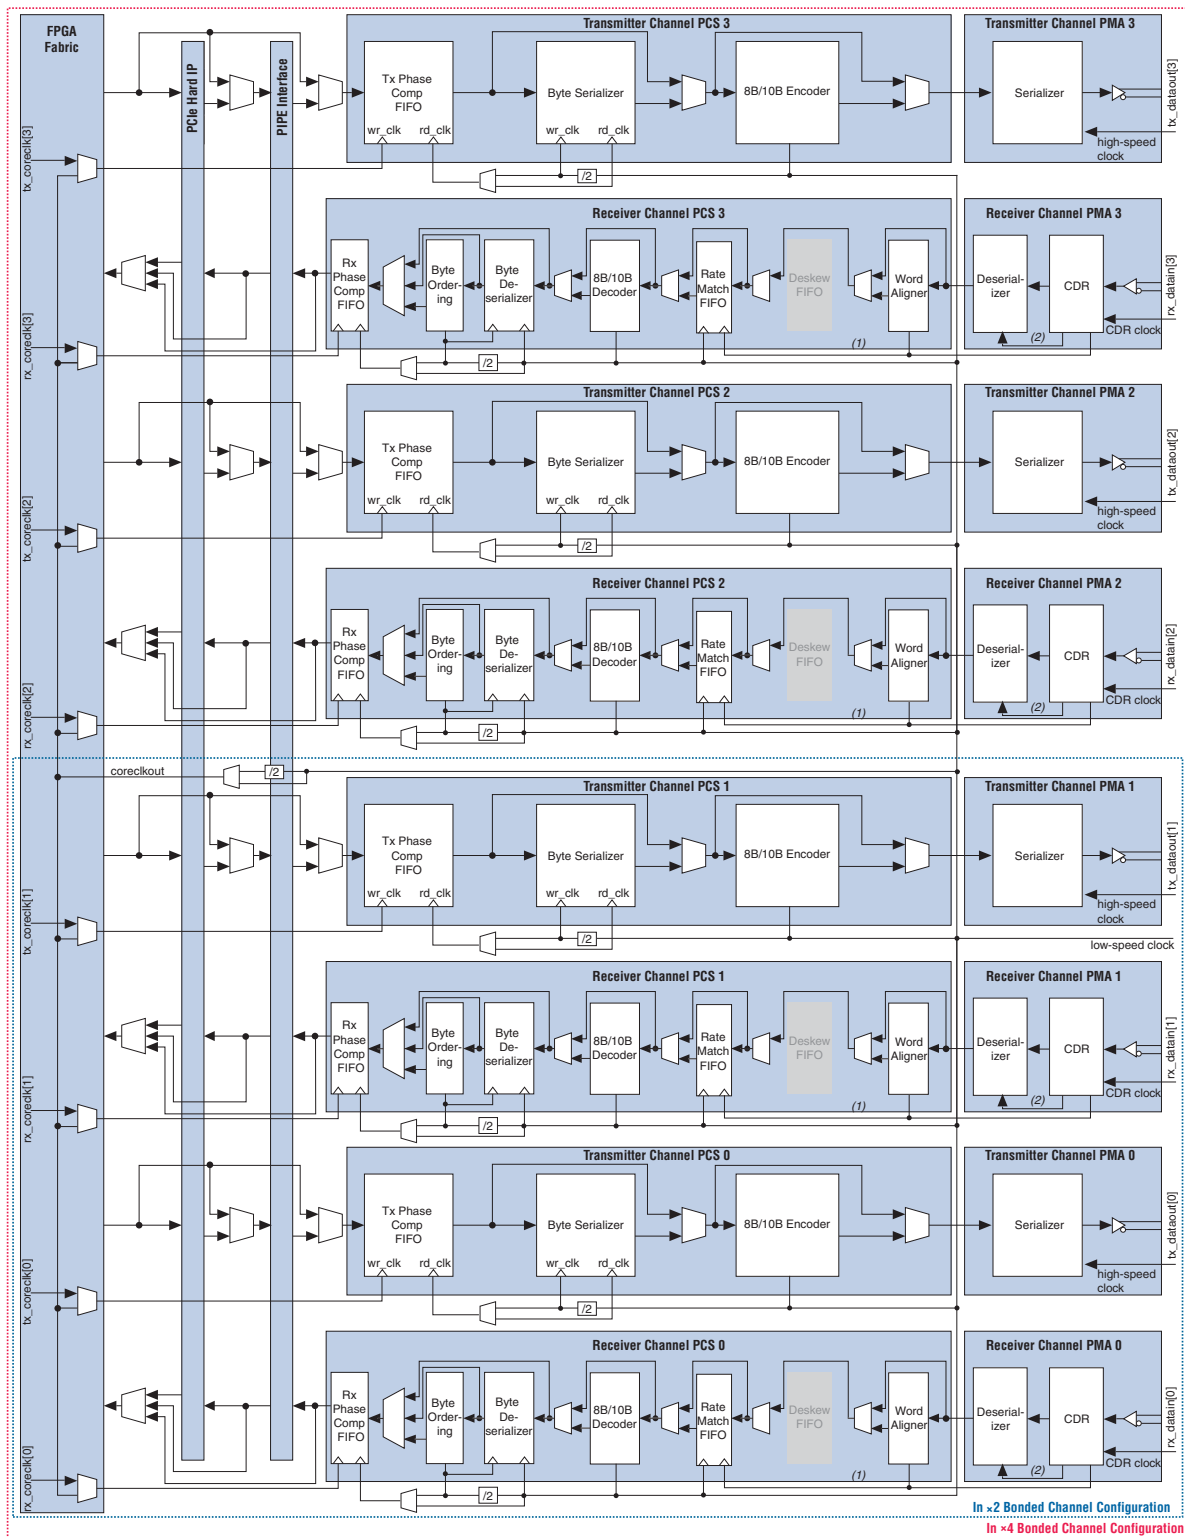 FPGA
Fabric
PCIe Hard IP
PIPE Interface
Transmitter Channel PCS 3
Tx Phase
Comp
FIFO
wr_clk
rd_clk
Byte Serializer
wr_clk
rd_clk
8B/10B Encoder
/2
Transmitter Channel PMA 3
Serializer
high-speed
clock
tx_dataout[3]
tx_coreclk[3]
Receiver Channel PCS 3
Rx
Phase
Comp
FIFO
Byte
Order-
ing
Byte
De-
serializer
8B/10B
Decoder
Rate
Match
FIFO
Deskew
FIFO
Word
Aligner
(1)
/2
Receiver Channel PMA 3
Deserial-
izer
CDR
(2)
CDR clock
rx_datain[3]
rx_coreclk[3]
Transmitter Channel PCS 2
Tx Phase
Comp
FIFO
wr_clk
rd_clk
Byte Serializer
wr_clk
rd_clk
8B/10B Encoder
/2
Transmitter Channel PMA 2
Serializer
high-speed
clock
tx_dataout[2]
tx_coreclk[2]
Receiver Channel PCS 2
Rx
Phase
Comp
FIFO
Byte
Order-
ing
Byte
De-
serializer
8B/10B
Decoder
Rate
Match
FIFO
Deskew
FIFO
Word
Aligner
(1)
/2
Receiver Channel PMA 2
Deserial-
izer
CDR
(2)
CDR clock
rx_datain[2]
rx_coreclk[2]
coreclkout
/2
Transmitter Channel PCS 1
Tx Phase
Comp
FIFO
wr_clk
rd_clk
Byte Serializer
wr_clk
rd_clk
8B/10B Encoder
/2
Transmitter Channel PMA 1
Serializer
high-speed
clock
tx_dataout[1]
tx_coreclk[1]
low-speed clock
Receiver Channel PCS 1
Rx
Phase
Comp
FIFO
Byte
Order-
ing
Byte
De-
serializer
8B/10B
Decoder
Rate
Match
FIFO
Deskew
FIFO
Word
Aligner
(1)
/2
Receiver Channel PMA 1
Deserial-
izer
CDR
(2)
CDR clock
rx_datain[1]
rx_coreclk[1]
Transmitter Channel PCS 0
Tx Phase
Comp
FIFO
wr_clk
rd_clk
Byte Serializer
wr_clk
rd_clk
8B/10B Encoder
/2
Transmitter Channel PMA 0
Serializer
high-speed
clock
tx_dataout[0]
tx_coreclk[0]
Receiver Channel PCS 0
Rx
Phase
Comp
FIFO
Byte
Order-
ing
Byte
De-
serializer
8B/10B
Decoder
Rate
Match
FIFO
Deskew
FIFO
Word
Aligner
(1)
/2
Receiver Channel PMA 0
Deserial-
izer
CDR
(2)
CDR clock
rx_datain[0]
rx_coreclk[0]
In ×2 Bonded Channel Configuration
In ×4 Bonded Channel Configuration